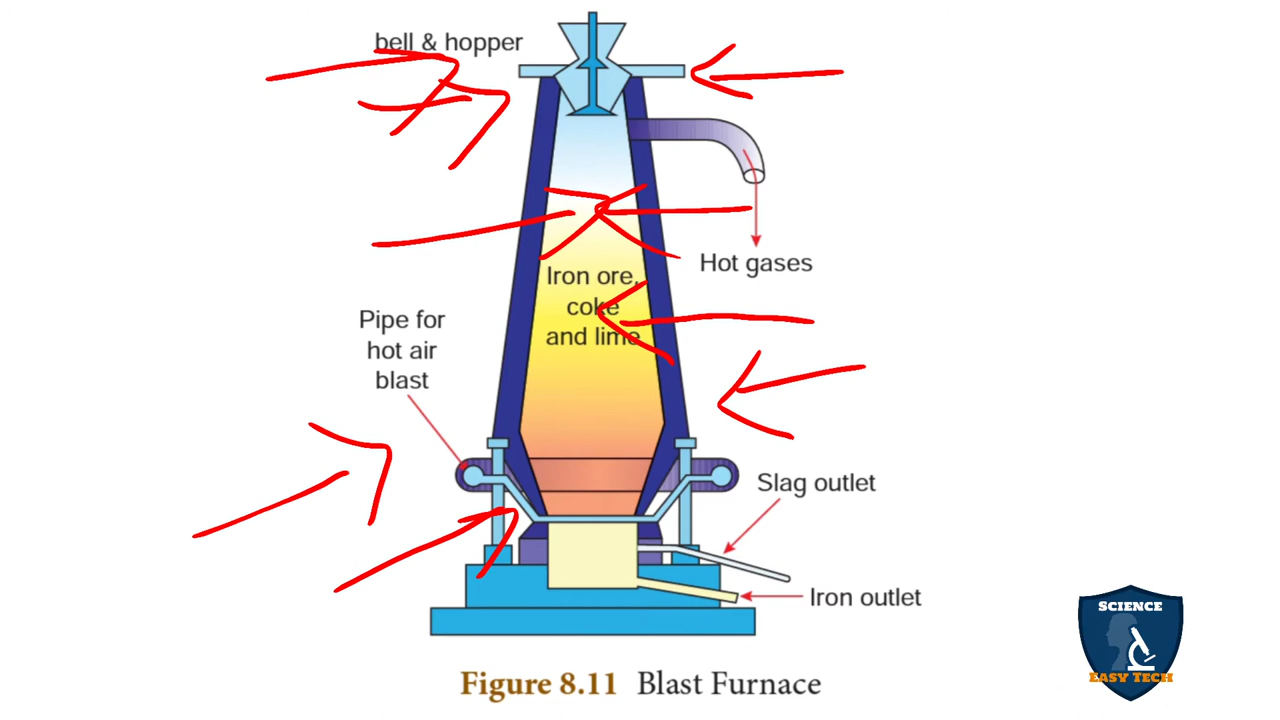 bell & hopper
Hot gases
Iron ore,
coke
and lime
Pipe for
hot air
blast
Slag outlet
Iron outlet
Figure 8.11 Blast Furnace
SCIENCE
EASY TECH